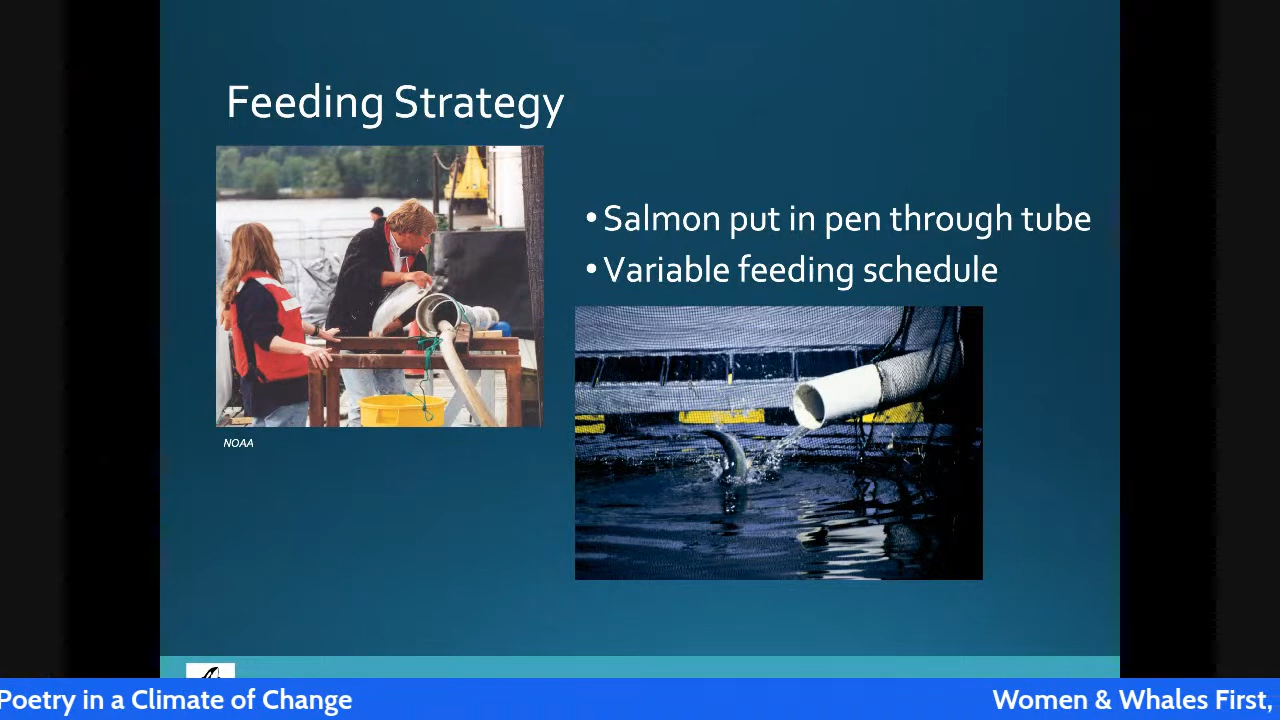 Feeding Strategy
• Salmon put in pen through tube
• Variable feeding schedule
NOAA
Poetry in a Climate of Change
Women & Whales First,